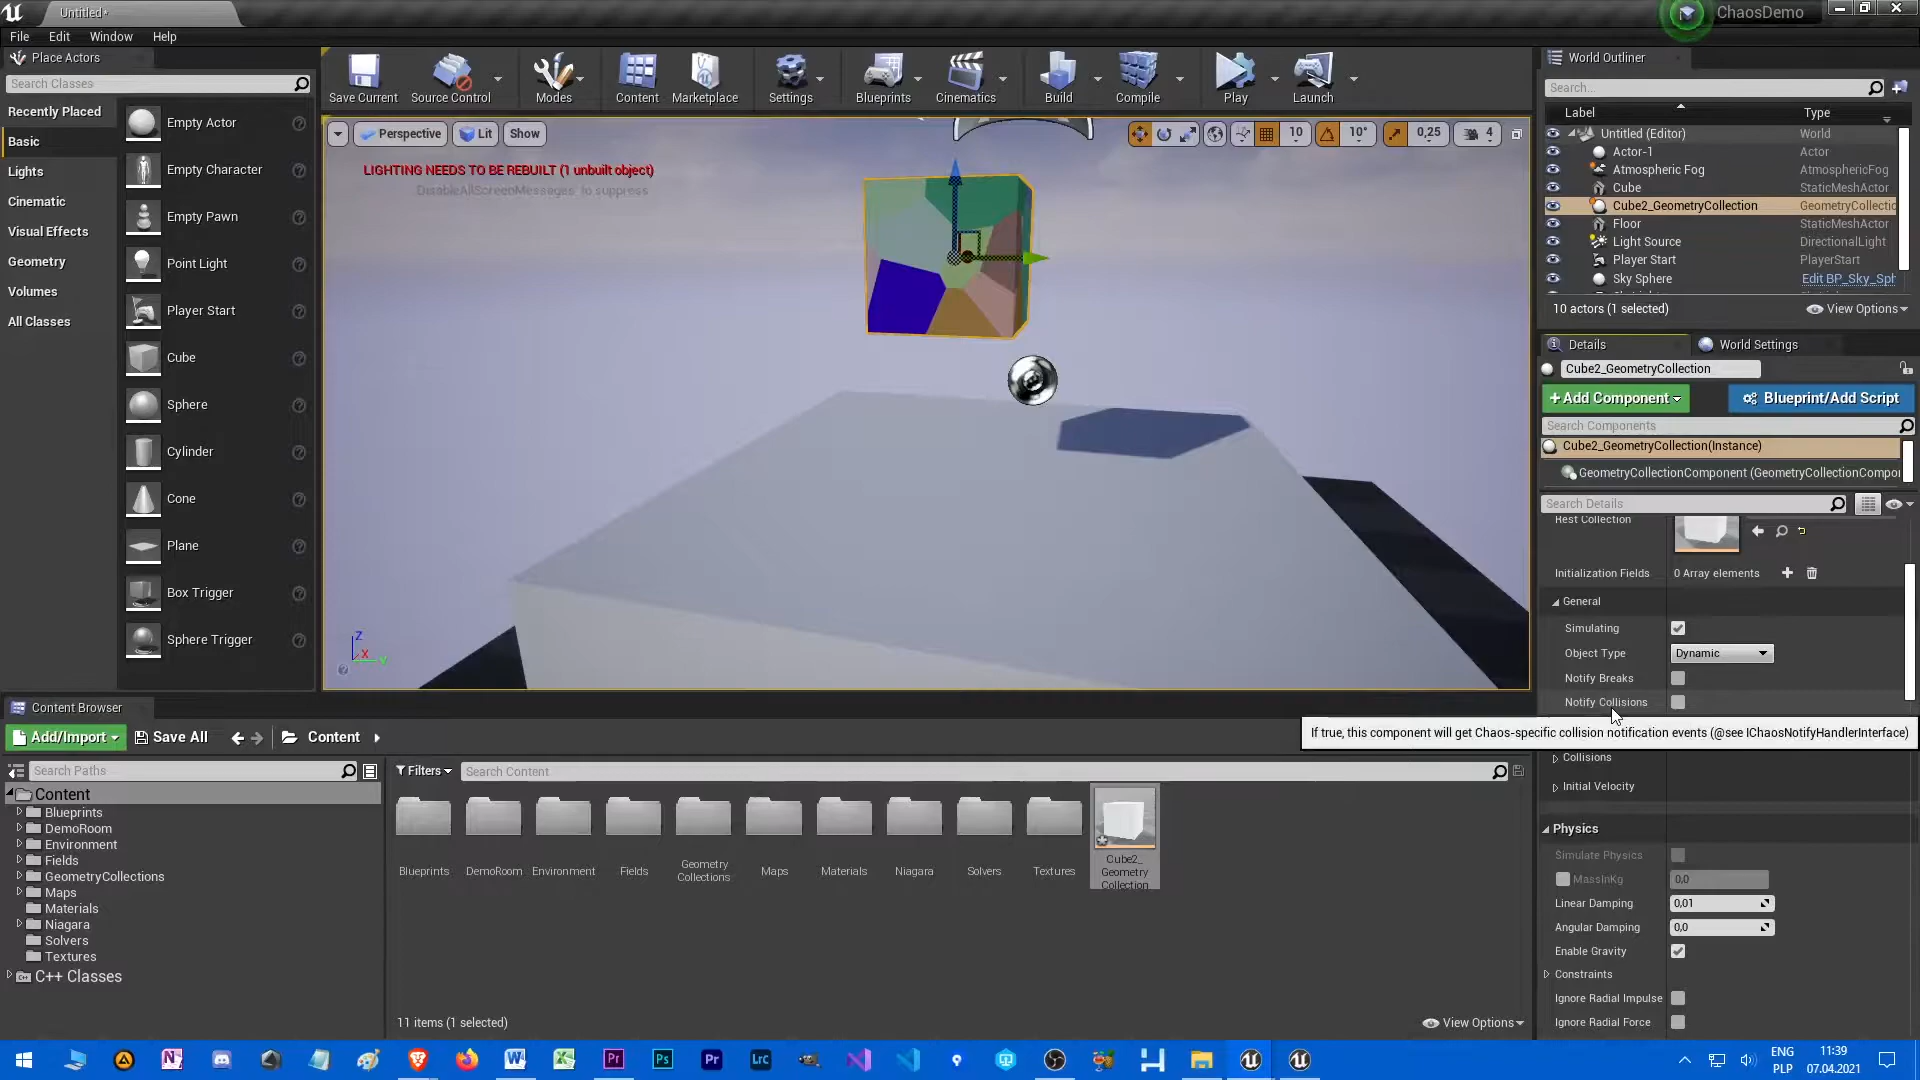 Untitled*
ChaosDemo
File Edit Window Help
Place Actors
Search Classes
Recently Placed
Basic
Lights
Cinematic
Visual Effects
Geometry
Volumes
All Classes
Empty Actor
Empty Character
Empty Pawn
Point Light
Player Start
Cube
Sphere
Cylinder
Cone
Plane
Box Trigger
Sphere Trigger
Save Current Source Control Modes Content Marketplace Settings Blueprints Cinematics Build Compile Play Launch
Perspective Lit Show
10 10° 0,25 4
LIGHTING NEEDS TO BE REBUILT (1 unbuilt object)
DisableAllScreenMessages to suppress
Z
X Y
World Outliner
Search...
Label Type
Untitled (Editor) World
Actor-1 Actor
Atmospheric Fog AtmosphericFog
Cube StaticMeshActor
Cube2_GeometryCollection GeometryCollectic
Floor StaticMeshActor
Light Source DirectionalLight
Player Start PlayerStart
Sky Sphere Edit BP_Sky_Sph
10 actors (1 selected) View Options
Details World Settings
Cube2_GeometryCollection
+Add Component Blueprint/Add Script
Search Components
Cube2_GeometryCollection(Instance)
GeometryCollectionComponent (GeometryCollectionCompo
Search Details
Rest Collection
Initialization Fields 0 Array elements
General
Simulating
Object Type Dynamic
Notify Breaks
Notify Collisions
If true, this component will get Chaos-specific collision notification events (@see IChaosNotifyHandlerInterface)
Collisions
Initial Velocity
Physics
Simulate Physics
MassInKg 0,0
Linear Damping 0,01
Angular Damping 0,0
Enable Gravity
Constraints
Ignore Radial Impulse
Ignore Radial Force
Content Browser
Add/Import Save All Content
Search Paths
Content
Blueprints
DemoRoom
Environment
Fields
GeometryCollections
Maps
Materials
Niagara
Solvers
Textures
C++ Classes
Filters Search Content
Blueprints DemoRoom Environment Fields Geometry Collections Maps Materials Niagara Solvers Textures Cube2_ Geometry Collection
11 items (1 selected) View Options
N Pr Ps Pr Lrc
ENG 11:39
PLP 07.04.2021